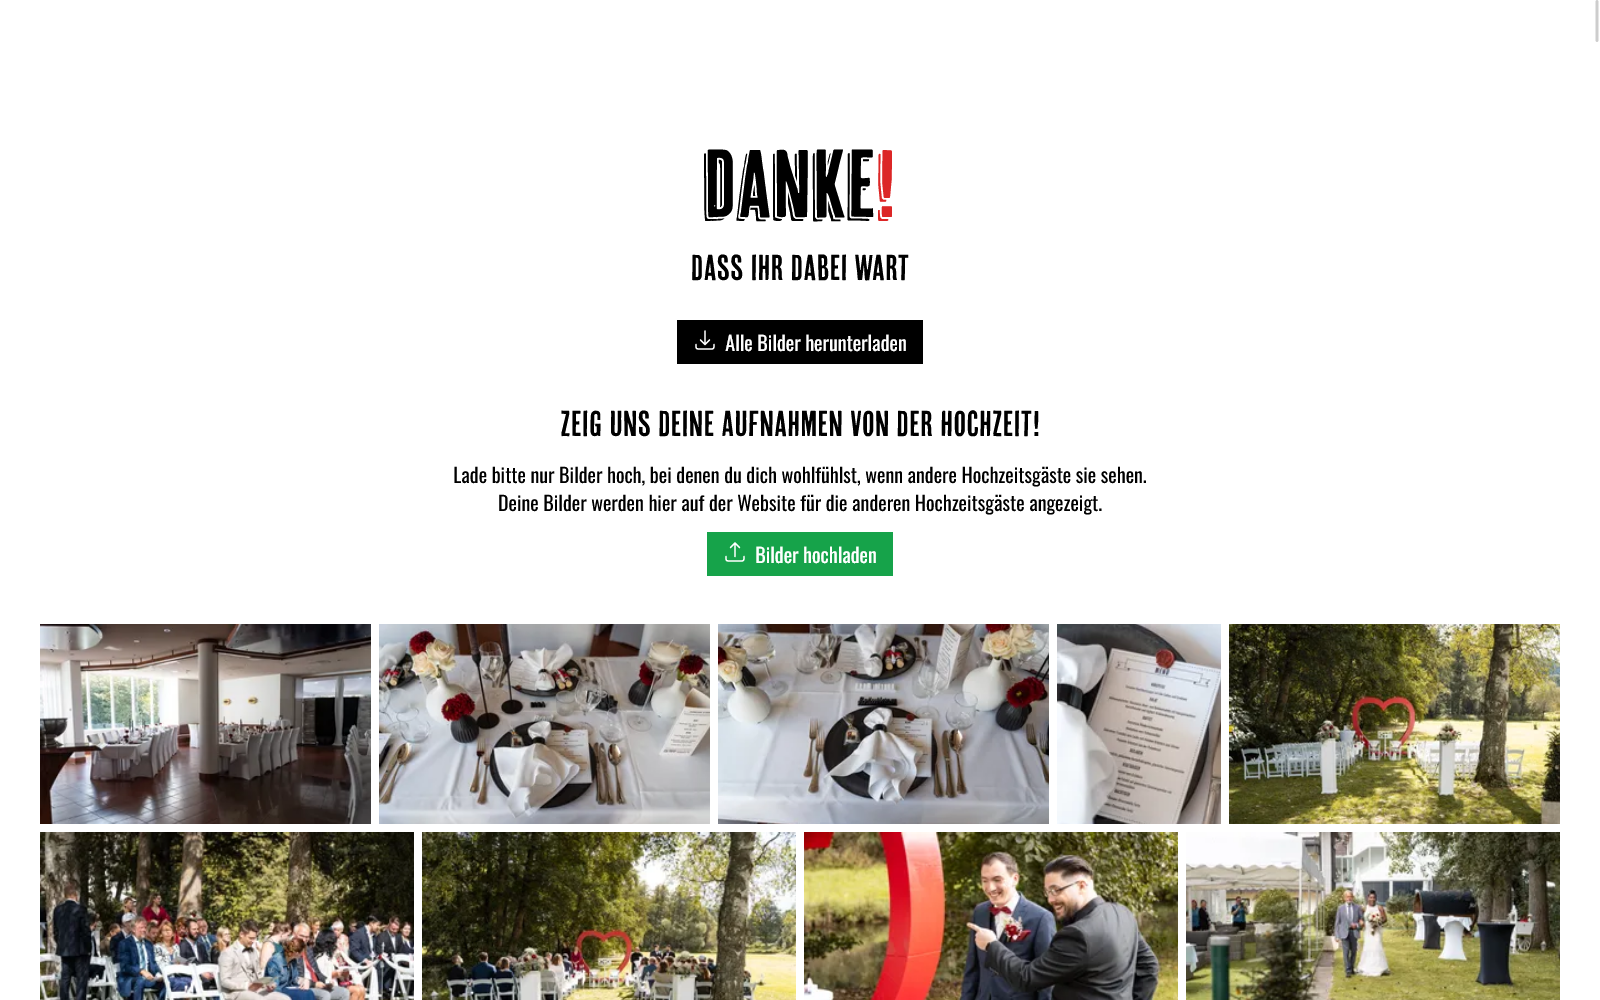 DANKE!
DASS IHR DABEI WART
Alle Bilder herunterladen
ZEIG UNS DEINE AUFNAHMEN VON DER HOCHZEIT!
Lade bitte nur Bilder hoch, bei denen du dich wohlfühlst, wenn andere Hochzeitsgäste sie sehen.
Deine Bilder werden hier auf der Website für die anderen Hochzeitsgäste angezeigt.
Bilder hochladen
MENÜ